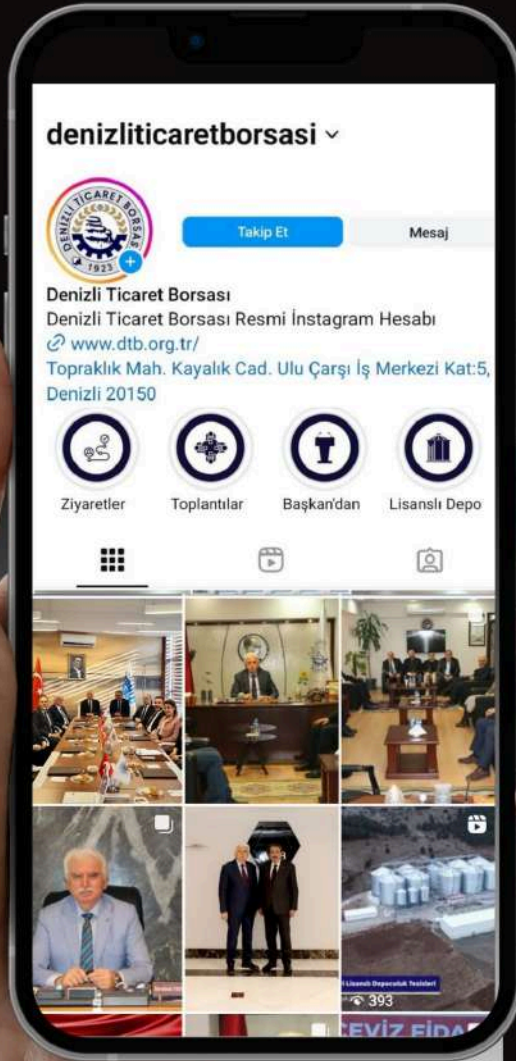 denizliticaretborsasi
DENİZLİ TİCARET BORSASI
1923
Takip Et
Mesaj
Denizli Ticaret Borsası
Denizli Ticaret Borsası Resmi İnstagram Hesabı
www.dtb.org.tr/
Topraklık Mah. Kayalık Cad. Ulu Çarşı İş Merkezi Kat:5,
Denizli 20150
Ziyaretler
Toplantılar
Başkan'dan
Lisanslı Depo
Lisanslı Depoculuk Tesisleri
393
CEVİZ FİDA